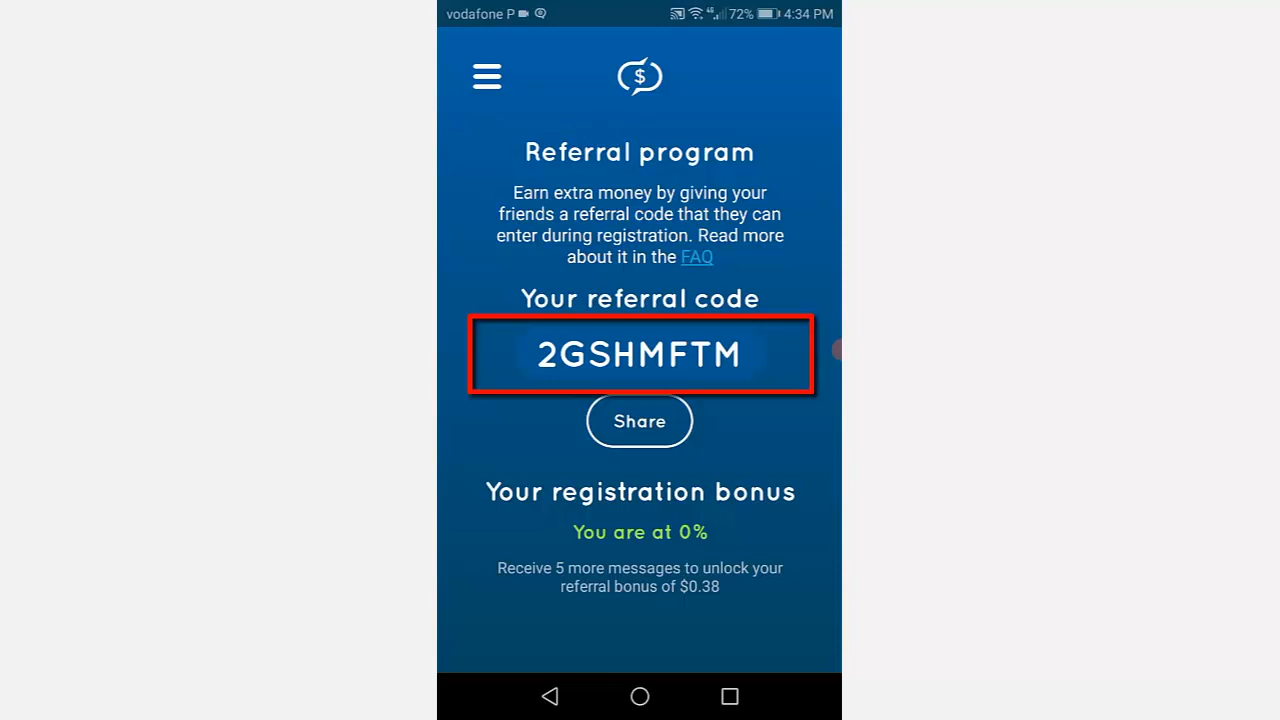 vodafone P 4G 72% 4:34 PM
$
Referral program
Earn extra money by giving your
friends a referral code that they can
enter during registration. Read more
about it in the FAQ
Your referral code
2GSHMFTM
Share
Your registration bonus
You are at 0%
Receive 5 more messages to unlock your
referral bonus of $0.38